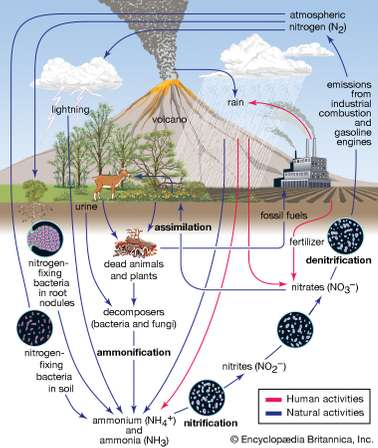 atmospheric
nitrogen (N2)
emissions
from
industrial
combustion
and
gasoline
engines
lightning
rain
volcano
urine
assimilation
fossil fuels
dead animals
and plants
fertilizer
denitrification
nitrogen-
fixing
bacteria
in root
nodules
nitrates (NO3−)
decomposers
(bacteria and fungi)
ammonification
nitrogen-
fixing
bacteria
in soil
nitrites (NO2−)
ammonium (NH4+)
and
ammonia (NH3)
nitrification
Human activities
Natural activities
© Encyclopædia Britannica, Inc.